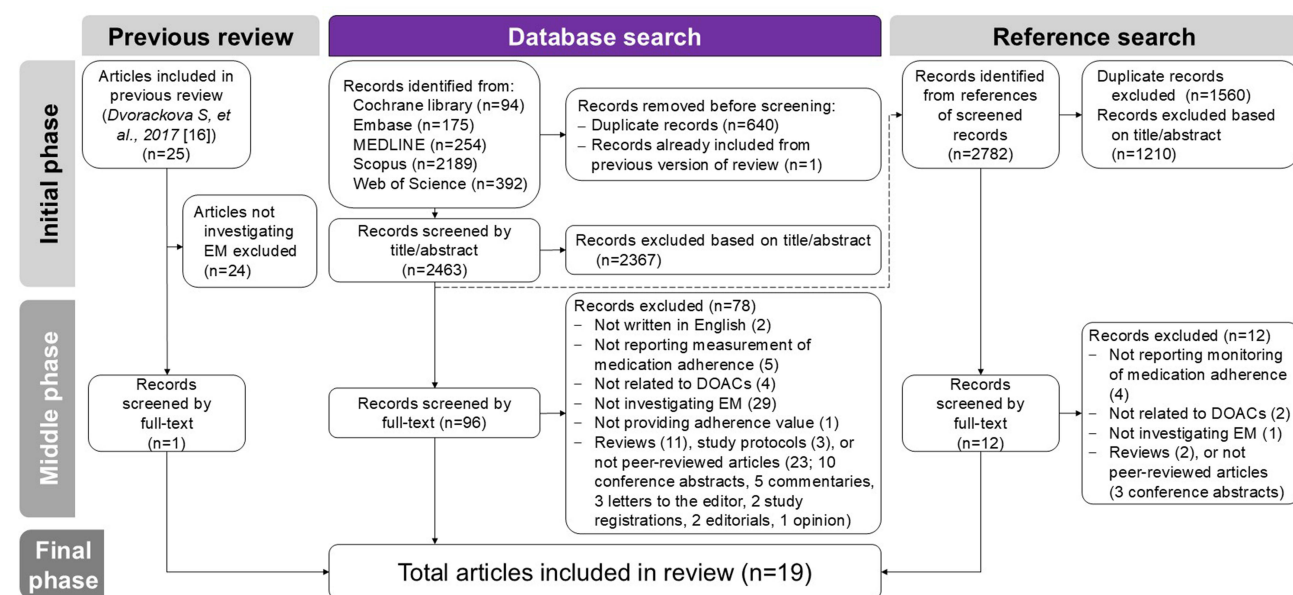 Previous review
Database search
Reference search
Initial phase
Articles included in
previous review
(Dvorackova S, et
al., 2017 [16])
(n=25)
Articles not
investigating
EM excluded
(n=24)
Records identified from:
Cochrane library (n=94)
Embase (n=175)
MEDLINE (n=254)
Scopus (n=2189)
Web of Science (n=392)
Records removed before screening:
– Duplicate records (n=640)
– Records already included from
previous version of review (n=1)
Records screened by
title/abstract
(n=2463)
Records excluded based on title/abstract
(n=2367)
Records identified
from references
of screened
records
(n=2782)
Duplicate records
excluded (n=1560)
Records excluded based
on title/abstract
(n=1210)
Middle phase
Records
screened by
full-text
(n=1)
Records screened by
full-text (n=96)
Records excluded (n=78)
– Not written in English (2)
– Not reporting measurement of
medication adherence (5)
– Not related to DOACs (4)
– Not investigating EM (29)
– Not providing adherence value (1)
– Reviews (11), study protocols (3), or
not peer-reviewed articles (23; 10
conference abstracts, 5 commentaries,
3 letters to the editor, 2 study
registrations, 2 editorials, 1 opinion)
Records
screened by
full-text
(n=12)
Records excluded (n=12)
– Not reporting monitoring
of medication adherence
(4)
– Not related to DOACs (2)
– Not investigating EM (1)
– Reviews (2), or not
peer-reviewed articles
(3 conference abstracts)
Final
phase
Total articles included in review (n=19)